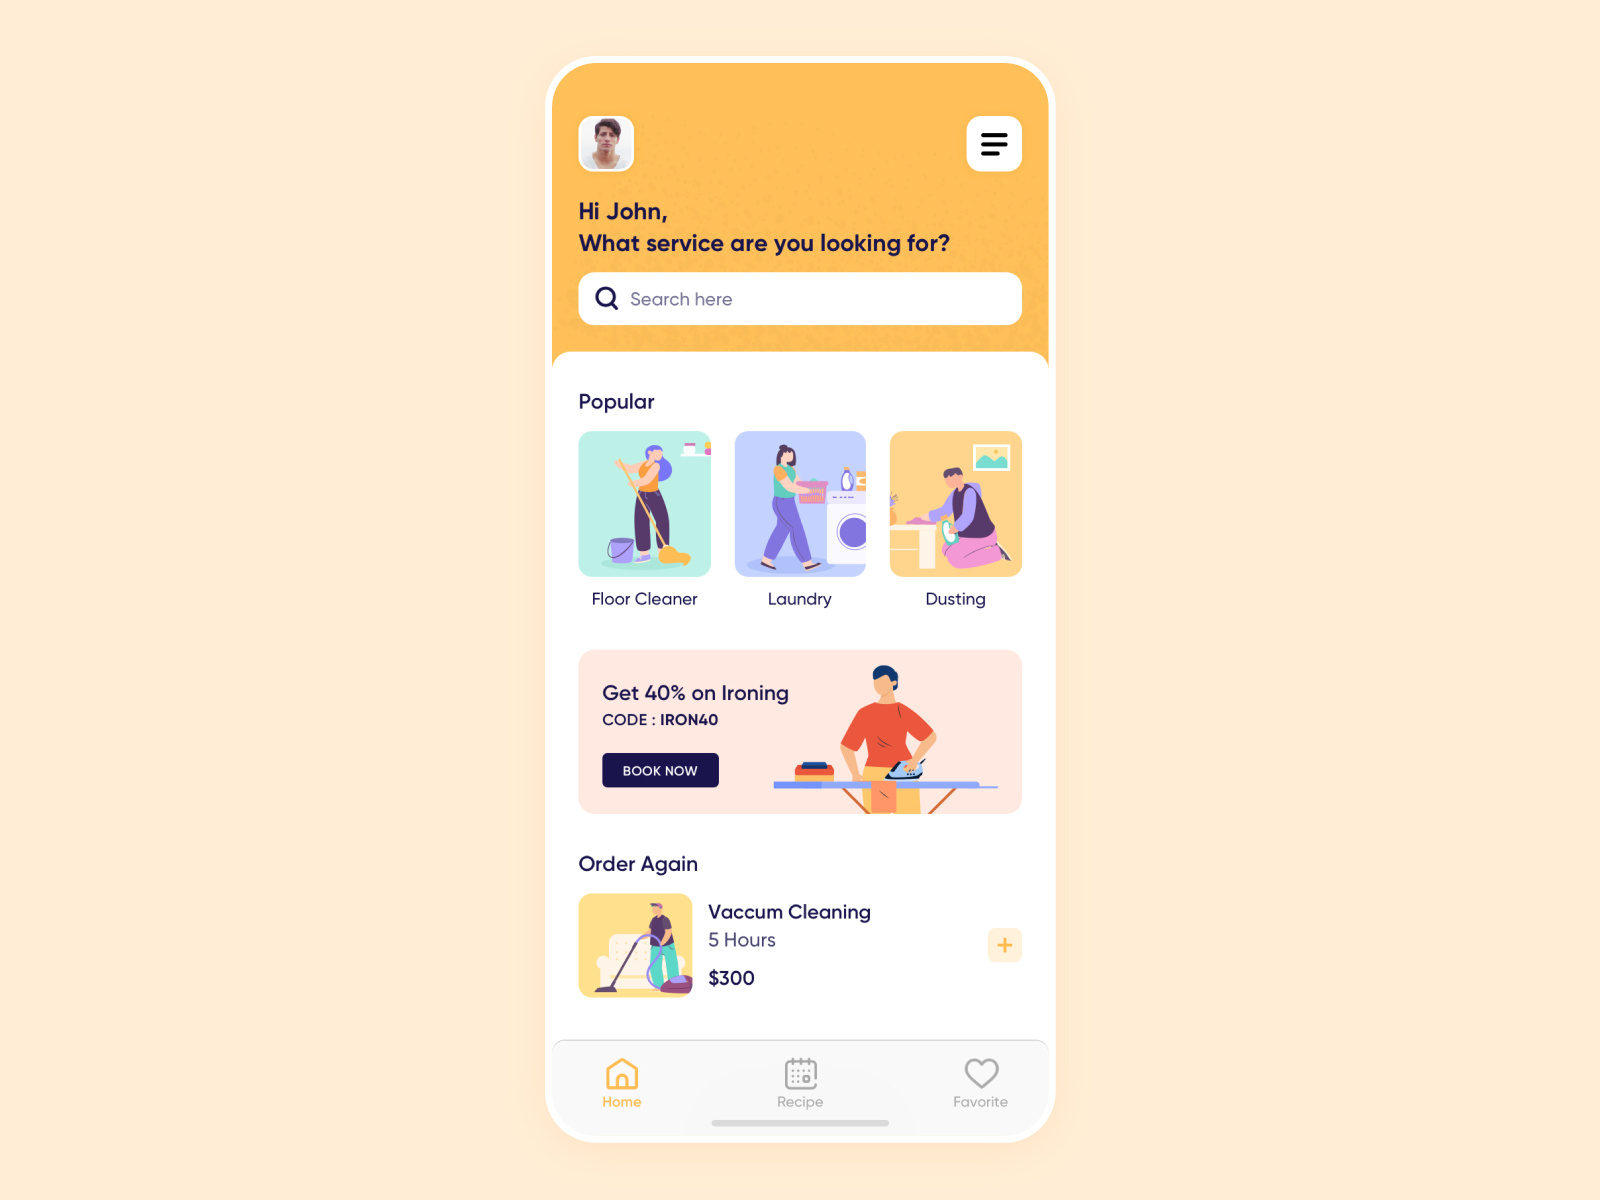 Hi John,
What service are you looking for?
Search here
Popular
Floor Cleaner
Laundry
Dusting
Get 40% on Ironing
CODE : IRON40
BOOK NOW
Order Again
Vaccum Cleaning
5 Hours
$300
Home
Recipe
Favorite